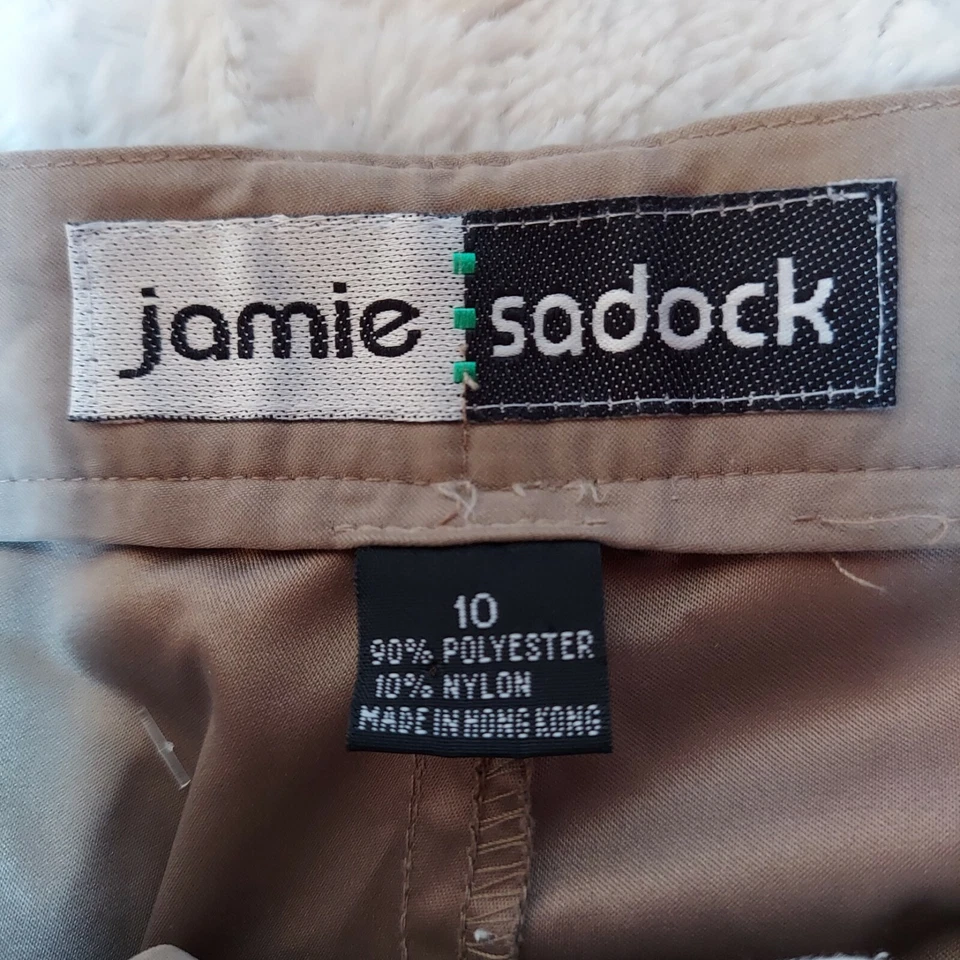 jamie sadock
10
90% POLYESTER
10% NYLON
MADE IN HONG KONG